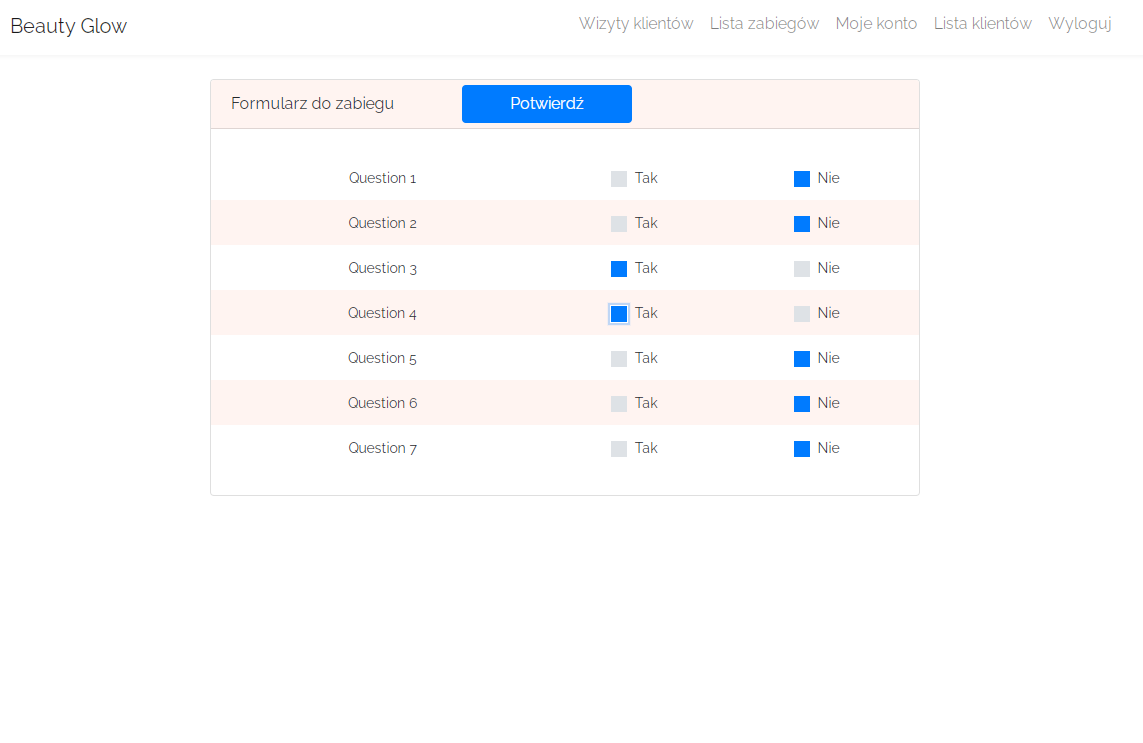 Beauty Glow Wizyty klientów Lista zabiegów Moje konto Lista klientów Wyloguj
Formularz do zabiegu Potwierdź
Question 1 Tak Nie
Question 2 Tak Nie
Question 3 Tak Nie
Question 4 Tak Nie
Question 5 Tak Nie
Question 6 Tak Nie
Question 7 Tak Nie